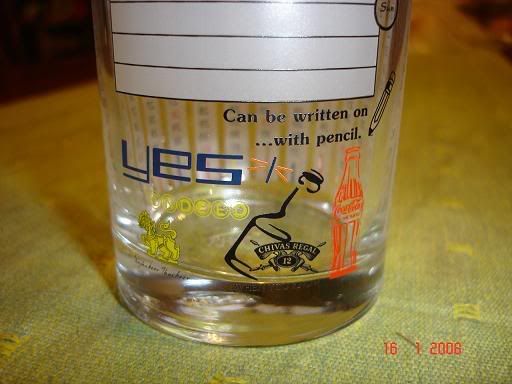 Can be written on
...with pencil.
yes
Coca-Cola
CHIVAS REGAL
12
16 1 2006